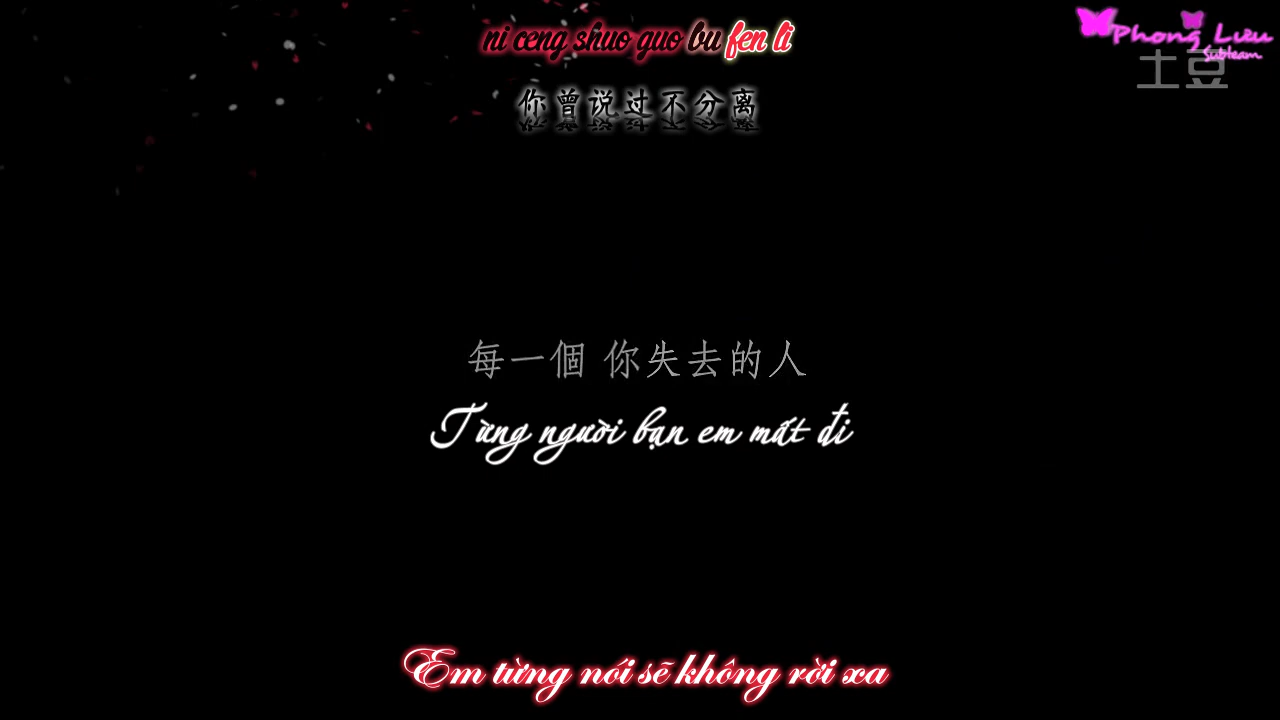 ni ceng shuo guo bu fen li
Phong Lưu
Subteam
土豆
你曾说过不分离
每一個 你失去的人
Từng người bạn em mất đi
Em từng nói sẽ không rời xa